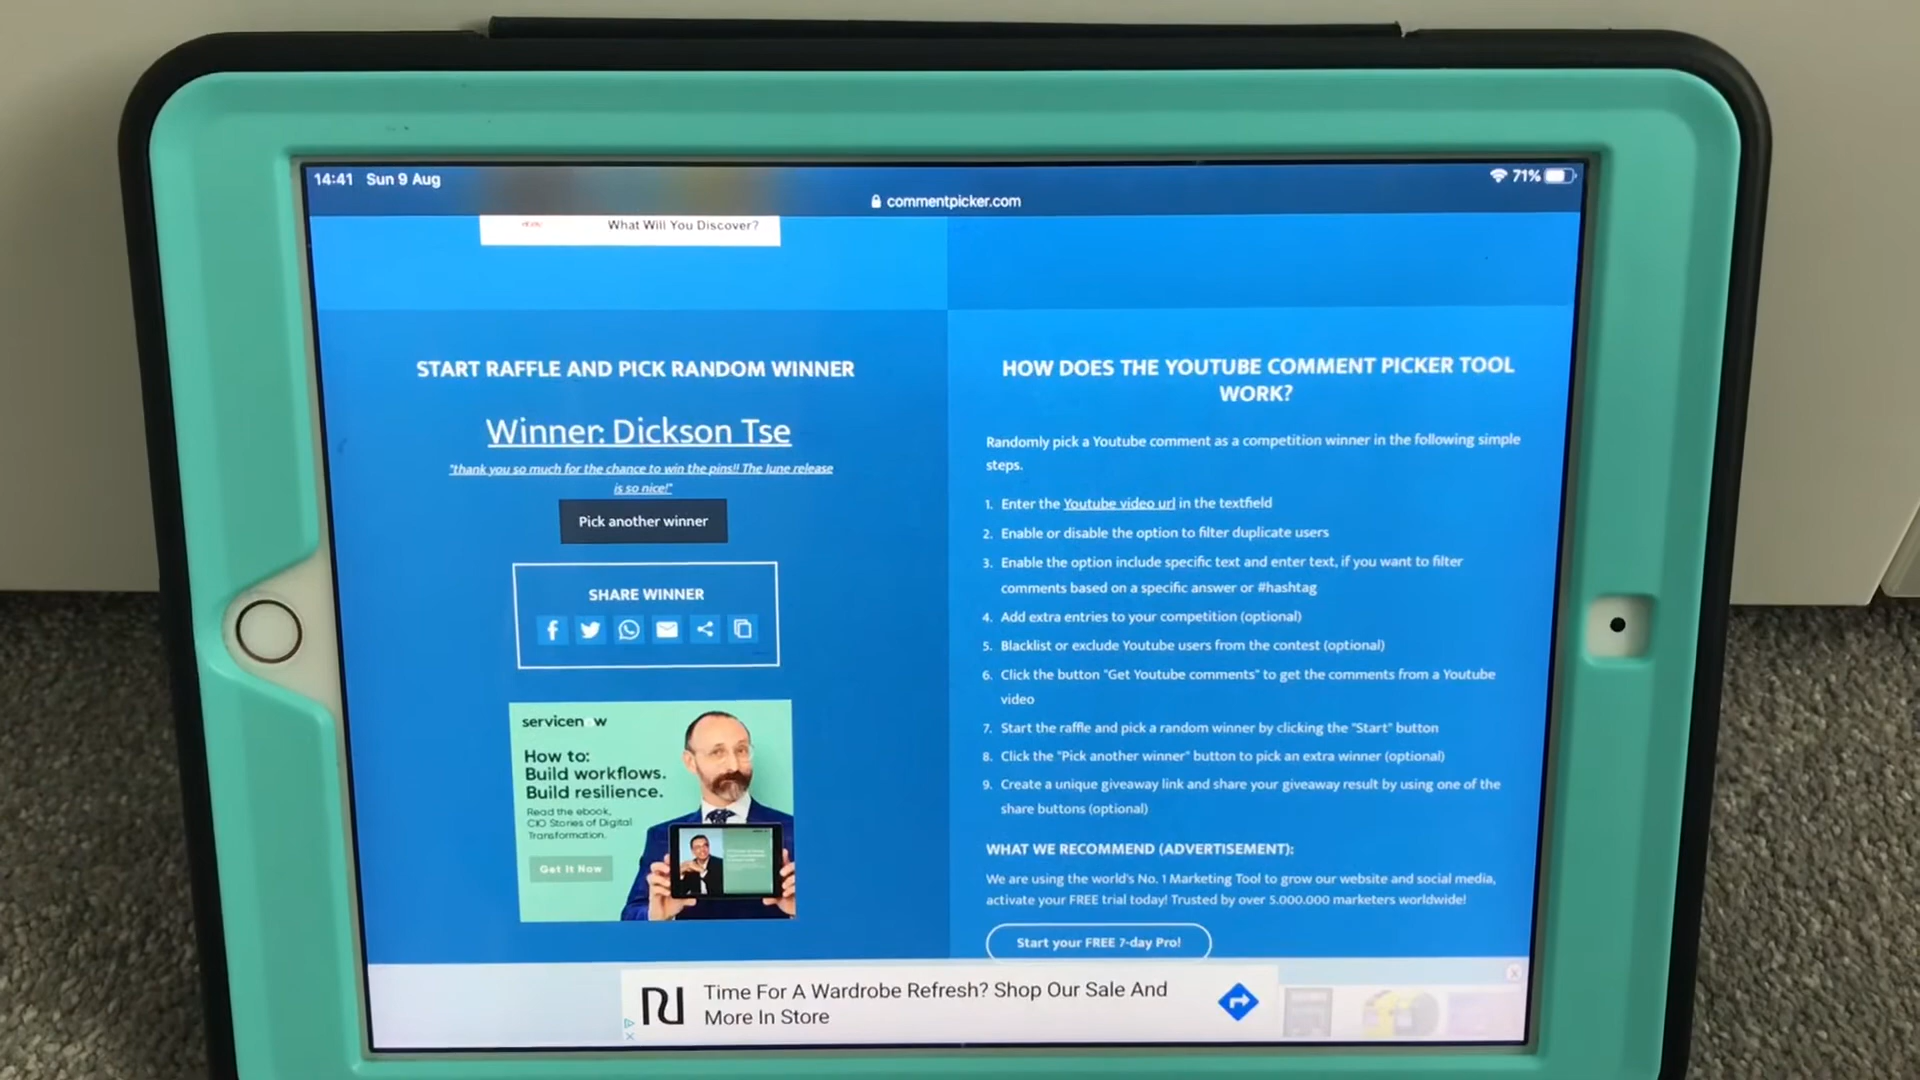 14:41 Sun 9 Aug
71%
commentpicker.com
What Will You Discover?
START RAFFLE AND PICK RANDOM WINNER
Winner: Dickson Tse
"thank you so much for the chance to win the pins!! The June release
is so nice!"
Pick another winner
SHARE WINNER
servicenow
How to:
Build workflows.
Build resilience.
Read the ebook,
CIO Stories of Digital
Transformation.
Get It Now
HOW DOES THE YOUTUBE COMMENT PICKER TOOL
WORK?
Randomly pick a Youtube comment as a competition winner in the following simple
steps.
1. Enter the Youtube video url in the textfield
2. Enable or disable the option to filter duplicate users
3. Enable the option include specific text and enter text, if you want to filter
comments based on a specific answer or #hashtag
4. Add extra entries to your competition (optional)
5. Blacklist or exclude Youtube users from the contest (optional)
6. Click the button "Get Youtube comments" to get the comments from a Youtube
video
7. Start the raffle and pick a random winner by clicking the "Start" button
8. Click the "Pick another winner" button to pick an extra winner (optional)
9. Create a unique giveaway link and share your giveaway result by using one of the
share buttons (optional)
WHAT WE RECOMMEND (ADVERTISEMENT):
We are using the world's No. 1 Marketing Tool to grow our website and social media,
activate your FREE trial today! Trusted by over 5.000.000 marketers worldwide!
Start your FREE 7-day Pro!
Time For A Wardrobe Refresh? Shop Our Sale And
More In Store